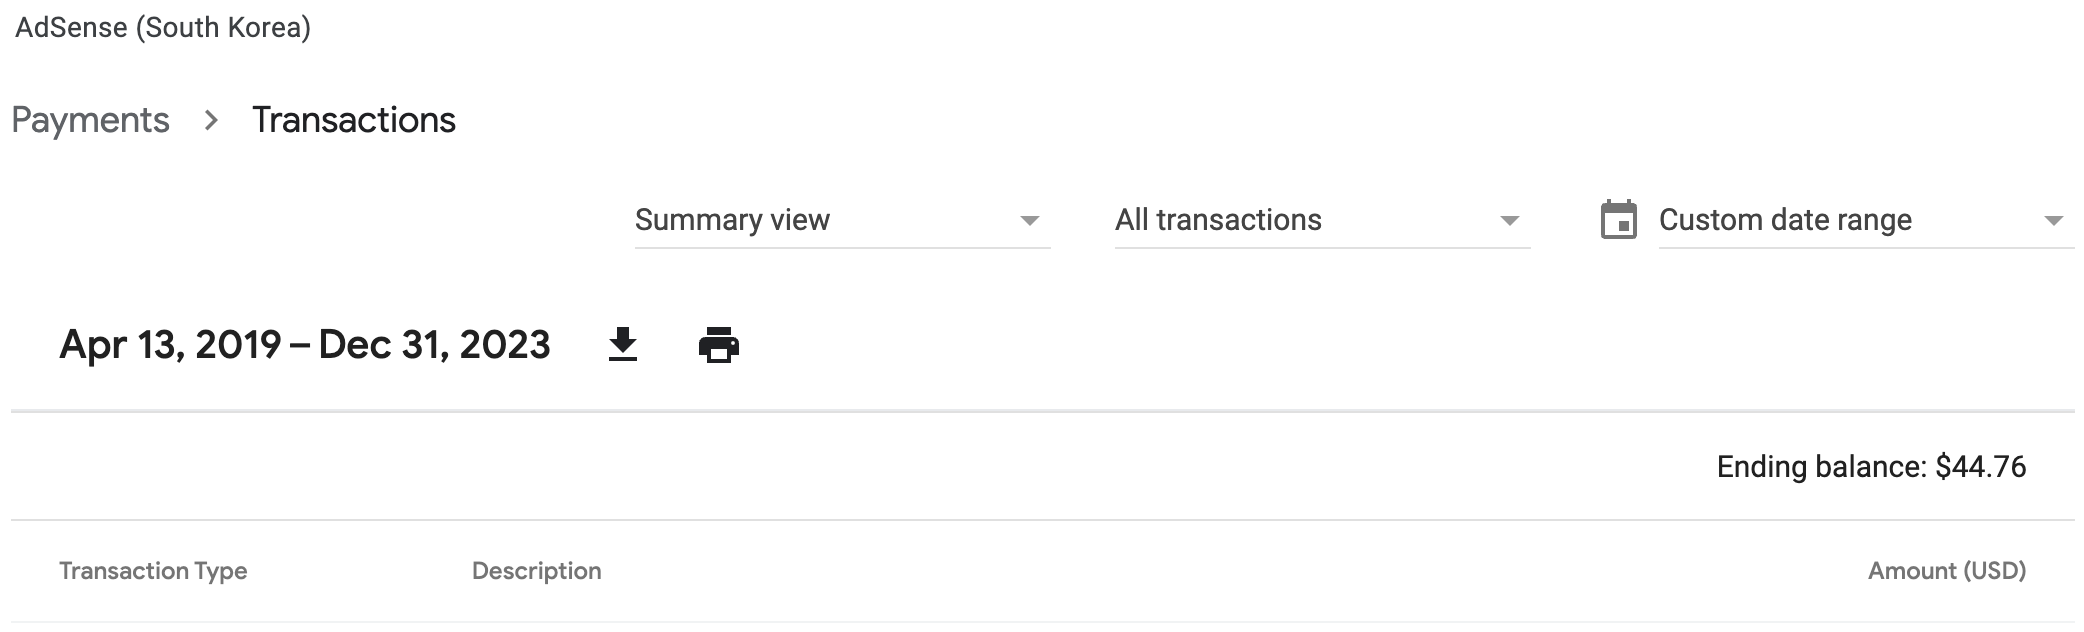 AdSense (South Korea)
Payments > Transactions
Summary view All transactions Custom date range
Apr 13, 2019 – Dec 31, 2023
Ending balance: $44.76
Transaction Type Description Amount (USD)